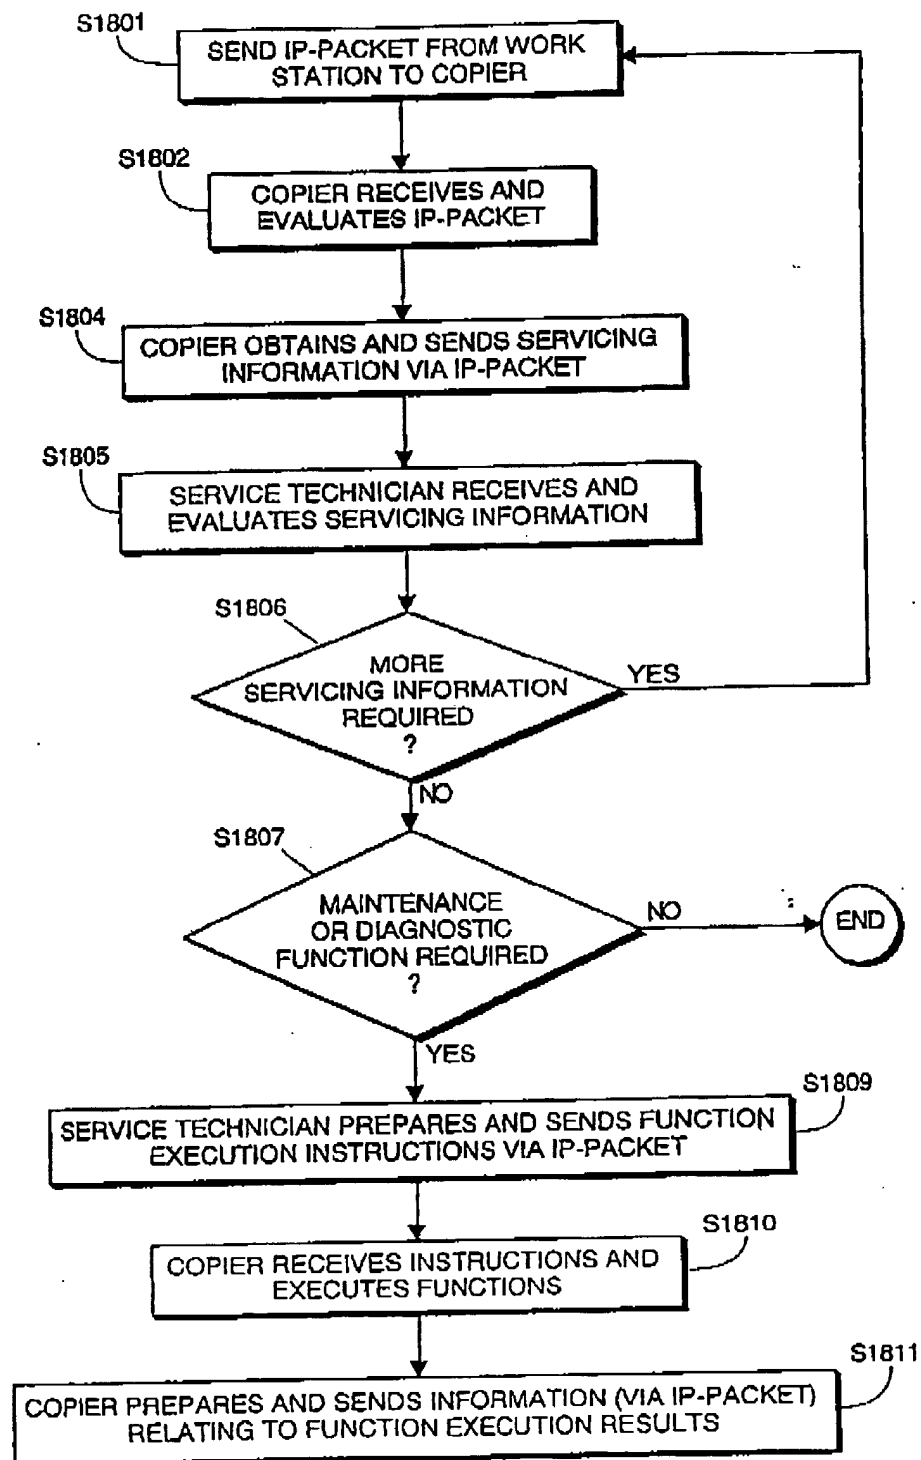 S1801
SEND IP-PACKET FROM WORK
STATION TO COPIER
S1802
COPIER RECEIVES AND
EVALUATES IP-PACKET
S1804
COPIER OBTAINS AND SENDS SERVICING
INFORMATION VIA IP-PACKET
S1805
SERVICE TECHNICIAN RECEIVES AND
EVALUATES SERVICING INFORMATION
S1806
MORE
SERVICING INFORMATION
REQUIRED
?
YES
NO
S1807
MAINTENANCE
OR DIAGNOSTIC
FUNCTION REQUIRED
?
NO
END
YES
S1809
SERVICE TECHNICIAN PREPARES AND SENDS FUNCTION
EXECUTION INSTRUCTIONS VIA IP-PACKET
S1810
COPIER RECEIVES INSTRUCTIONS AND
EXECUTES FUNCTIONS
S1811
COPIER PREPARES AND SENDS INFORMATION (VIA IP-PACKET)
RELATING TO FUNCTION EXECUTION RESULTS